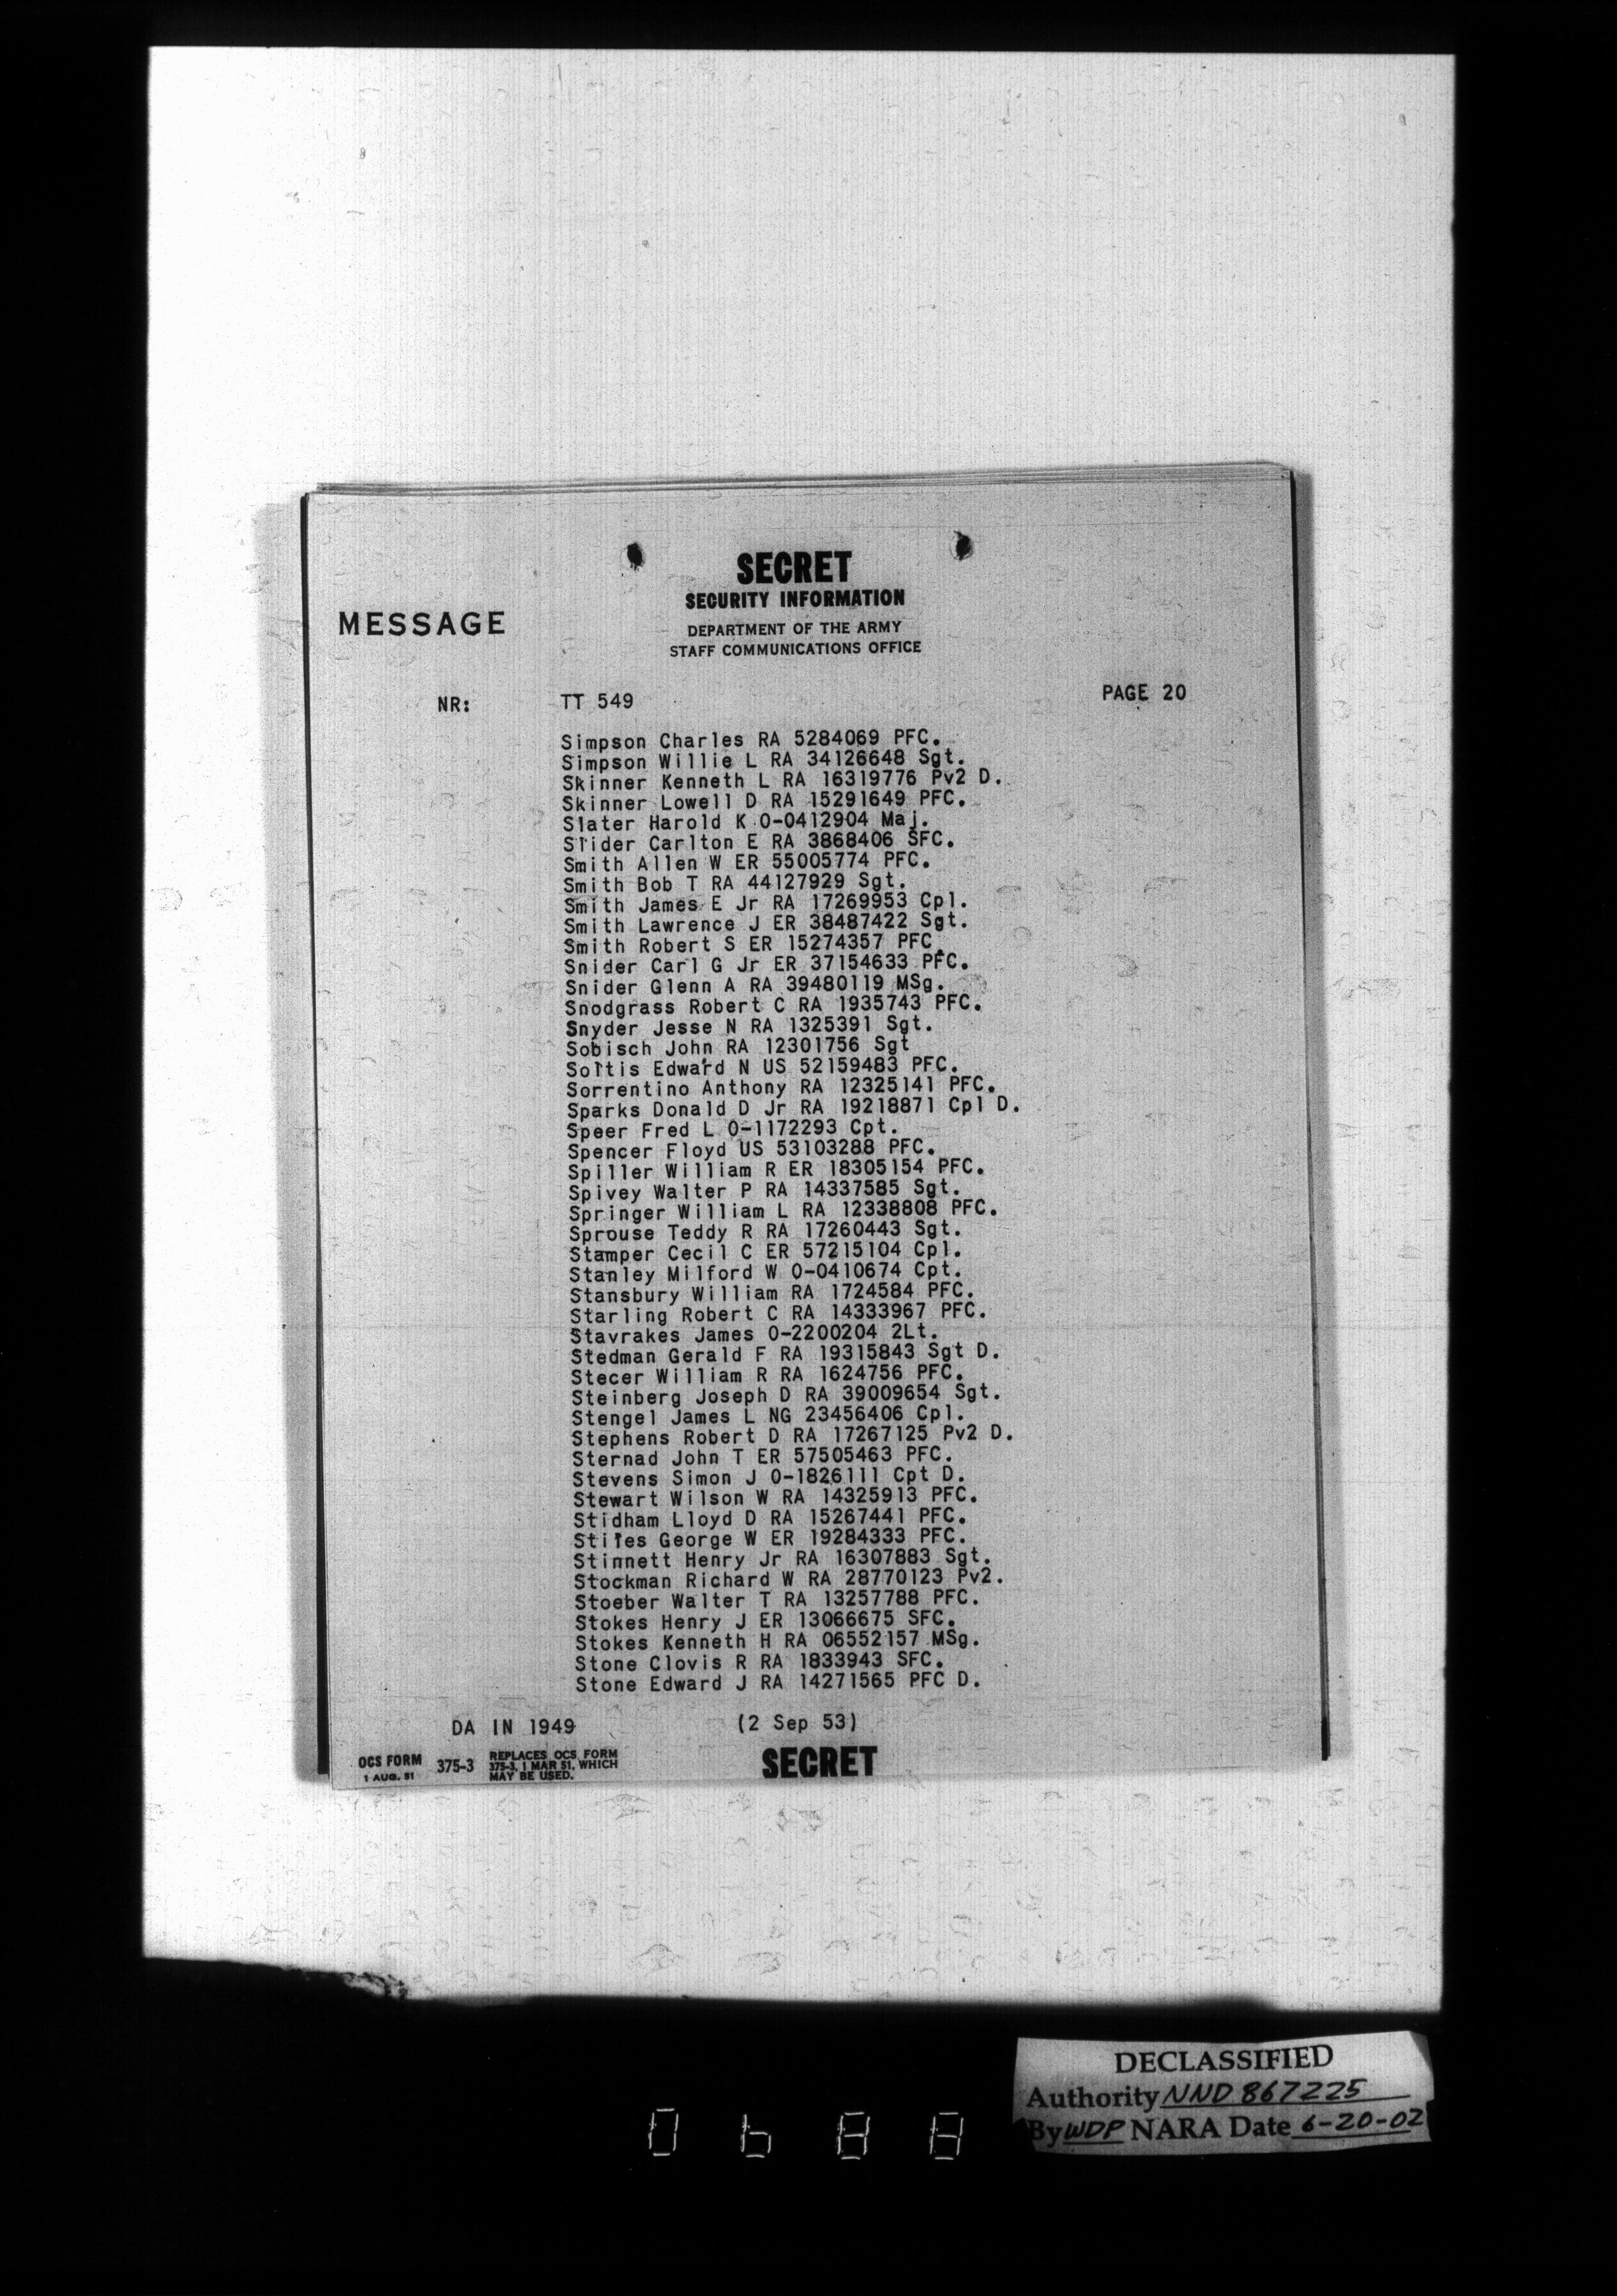 SECRET
SECURITY INFORMATION
MESSAGE
DEPARTMENT OF THE ARMY
STAFF COMMUNICATIONS OFFICE
NR: TT 549 PAGE 20
Simpson Charles RA 5284069 PFC.
Simpson Willie L RA 34126648 Sgt.
Skinner Kenneth L RA 16319776 Pv2 D.
Skinner Lowell D RA 15291649 PFC.
Slater Harold K O-0412904 Maj.
Slider Carlton E RA 3868406 SFC.
Smith Allen W ER 55005774 PFC.
Smith Bob T RA 44127929 Sgt.
Smith James E Jr RA 17269953 Cpl.
Smith Lawrence J ER 38487422 Sgt.
Smith Robert S ER 15274357 PFC.
Snider Carl G Jr ER 37154633 PFC.
Snider Glenn A RA 39480119 MSg.
Snodgrass Robert C RA 1935743 PFC.
Snyder Jesse N RA 1325391 Sgt.
Sobisch John RA 12301756 Sgt
Soltis Edward N US 52159483 PFC.
Sorrentino Anthony RA 12325141 PFC.
Sparks Donald D Jr RA 19218871 Cpl D.
Speer Fred L O-1172293 Cpt.
Spencer Floyd US 53103288 PFC.
Spiller William R ER 18305154 PFC.
Spivey Walter P RA 14337585 Sgt.
Springer William L RA 12338808 PFC.
Sprouse Teddy R RA 17260443 Sgt.
Stamper Cecil C ER 57215104 Cpl.
Stanley Milford W O-0410674 Cpt.
Stansbury William RA 1724584 PFC.
Starling Robert C RA 14333967 PFC.
Stavrakes James O-2200204 2Lt.
Stedman Gerald F RA 19315843 Sgt D.
Stecer William R RA 1624756 PFC.
Steinberg Joseph D RA 39009654 Sgt.
Stengel James L NG 23456406 Cpl.
Stephens Robert D RA 17267125 Pv2 D.
Sternad John T ER 57505463 PFC.
Stevens Simon J O-1826111 Cpt D.
Stewart Wilson W RA 14325913 PFC.
Stidham Lloyd D RA 15267441 PFC.
Stiles George W ER 19284333 PFC.
Stinnett Henry Jr RA 16307883 Sgt.
Stockman Richard W RA 28770123 Pv2.
Stoeber Walter T RA 13257788 PFC.
Stokes Henry J ER 13066675 SFC.
Stokes Kenneth H RA 06552157 MSg.
Stone Clovis R RA 1833943 SFC.
Stone Edward J RA 14271565 PFC D.
DA IN 1949 (2 Sep 53)
OCS FORM 375-3 REPLACES OCS FORM
1 AUG. 51 375-3, 1 MAR 51, WHICH
MAY BE USED.
SECRET
DECLASSIFIED
Authority NND 867225
By WDP NARA Date 6-20-02